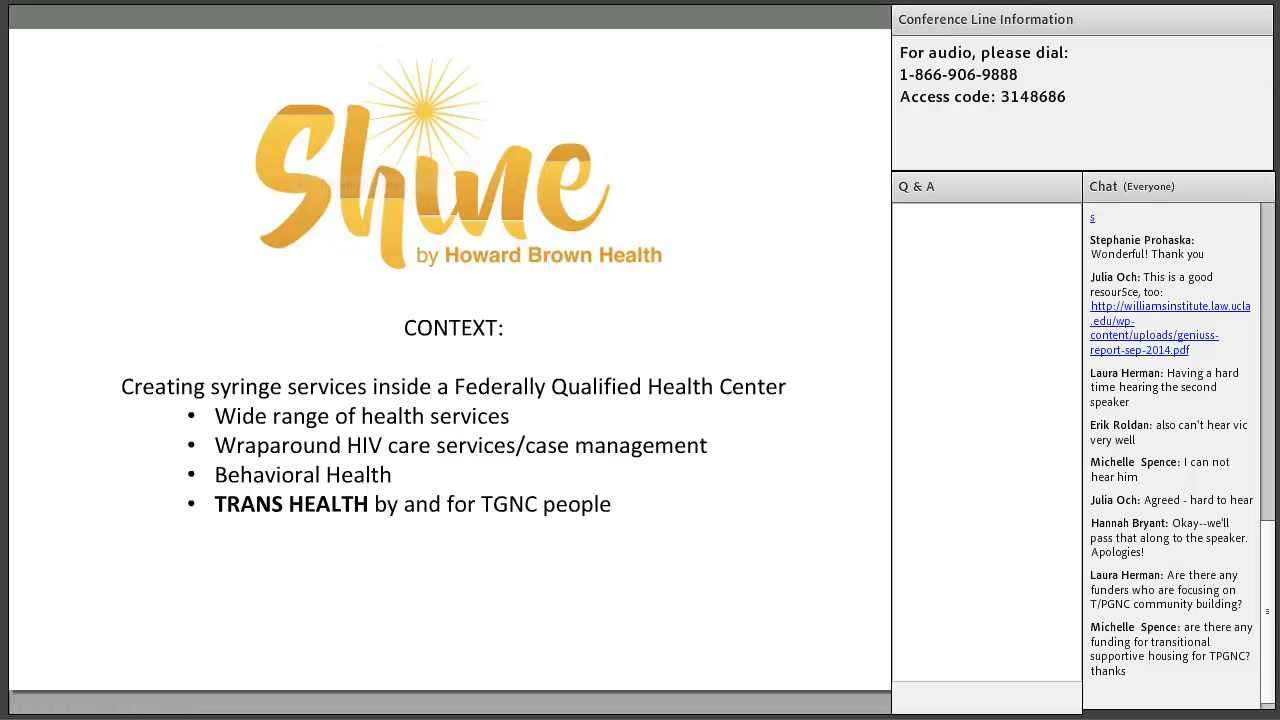 Shine
by Howard Brown Health
CONTEXT:
Creating syringe services inside a Federally Qualified Health Center
• Wide range of health services
• Wraparound HIV care services/case management
• Behavioral Health
• TRANS HEALTH by and for TGNC people
Conference Line Information
For audio, please dial:
1-866-906-9888
Access code: 3148686
Q & A
Chat (Everyone)
s
Stephanie Prohaska:
Wonderful! Thank you
Julia Och: This is a good
resour5ce, too:
http://williamsinstitute.law.ucla
.edu/wp-
content/uploads/geniuss-
report-sep-2014.pdf
Laura Herman: Having a hard
time hearing the second
speaker
Erik Roldan: also can't hear vic
very well
Michelle Spence: I can not
hear him
Julia Och: Agreed - hard to hear
Hannah Bryant: Okay--we'll
pass that along to the speaker.
Apologies!
Laura Herman: Are there any
funders who are focusing on
T/PGNC community building?
Michelle Spence: are there any
funding for transitional
supportive housing for TPGNC?
thanks